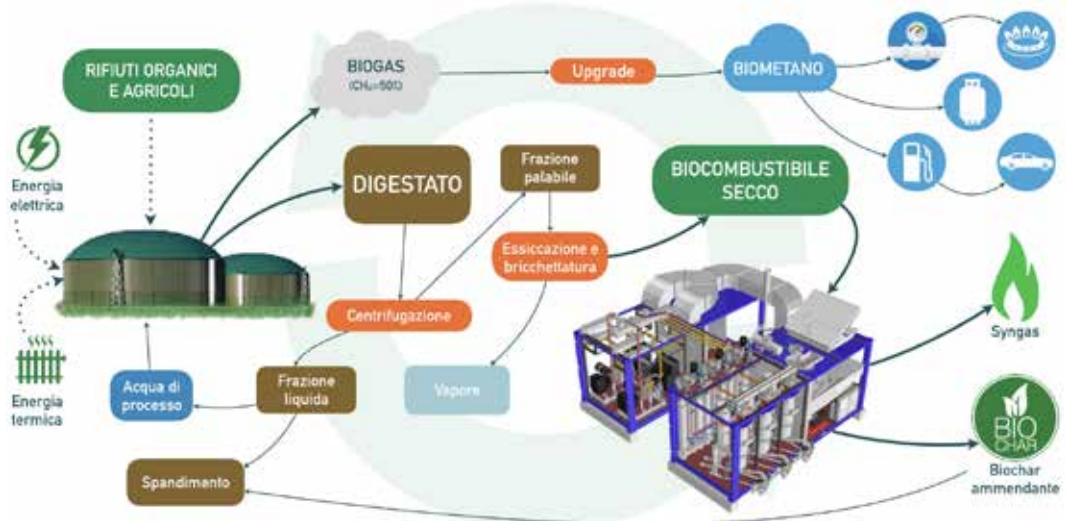 RIFIUTI ORGANICI
E AGRICOLI
BIOGAS
(CH₄=50%)
Upgrade
BIOMETANO
Energia
elettrica
DIGESTATO
Frazione
palabile
BIOCOMBUSTIBILE
SECCO
Essiccazione e
bricchettatura
Centrifugazione
Syngas
Energia
termica
Acqua di
processo
Frazione
liquida
Vapore
BIO
CHAR
Biochar
ammendante
Spandimento